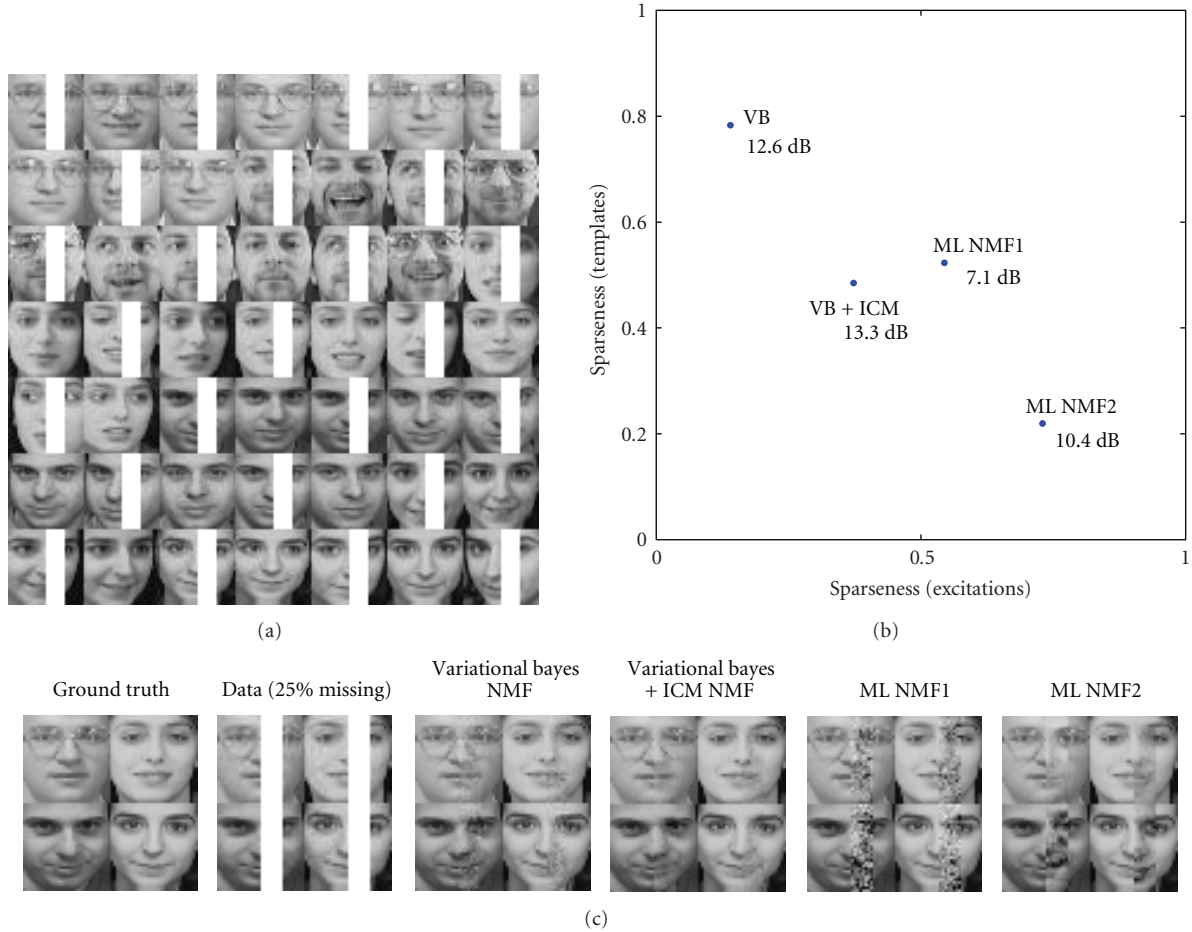 1
0.8
0.6
0.4
0.2
0
0
0.5
1
Sparseness (templates)
Sparseness (excitations)
VB
12.6 dB
ML NMF1
7.1 dB
VB + ICM
13.3 dB
ML NMF2
10.4 dB
(a)
(b)
Ground truth
Data (25% missing)
Variational bayes
NMF
Variational bayes
+ ICM NMF
ML NMF1
ML NMF2
(c)